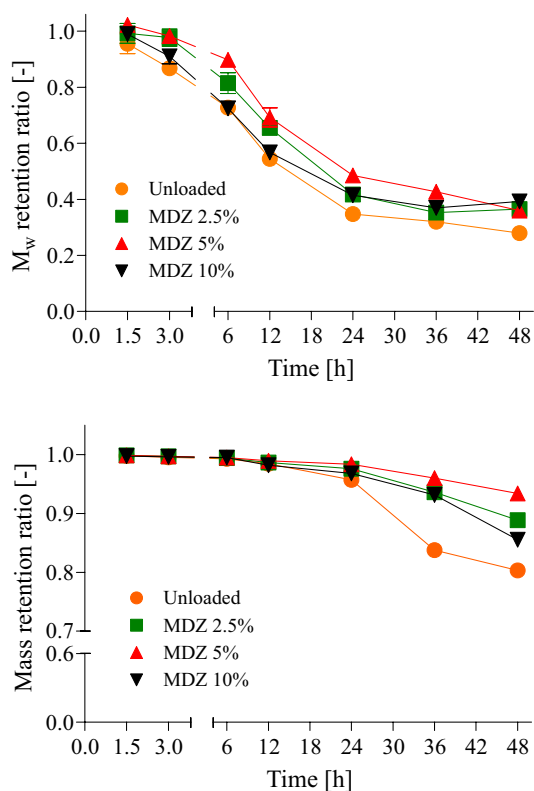 M_w retention ratio [-]
1.0
0.8
0.6
0.4
0.2
0.0
Unloaded
MDZ 2.5%
MDZ 5%
MDZ 10%
0.0 1.5 3.0 6 12 18 24 30 36 42 48
Time [h]
Mass retention ratio [-]
1.0
0.9
0.8
0.7
0.6
0.0
Unloaded
MDZ 2.5%
MDZ 5%
MDZ 10%
0.0 1.5 3.0 6 12 18 24 30 36 42 48
Time [h]